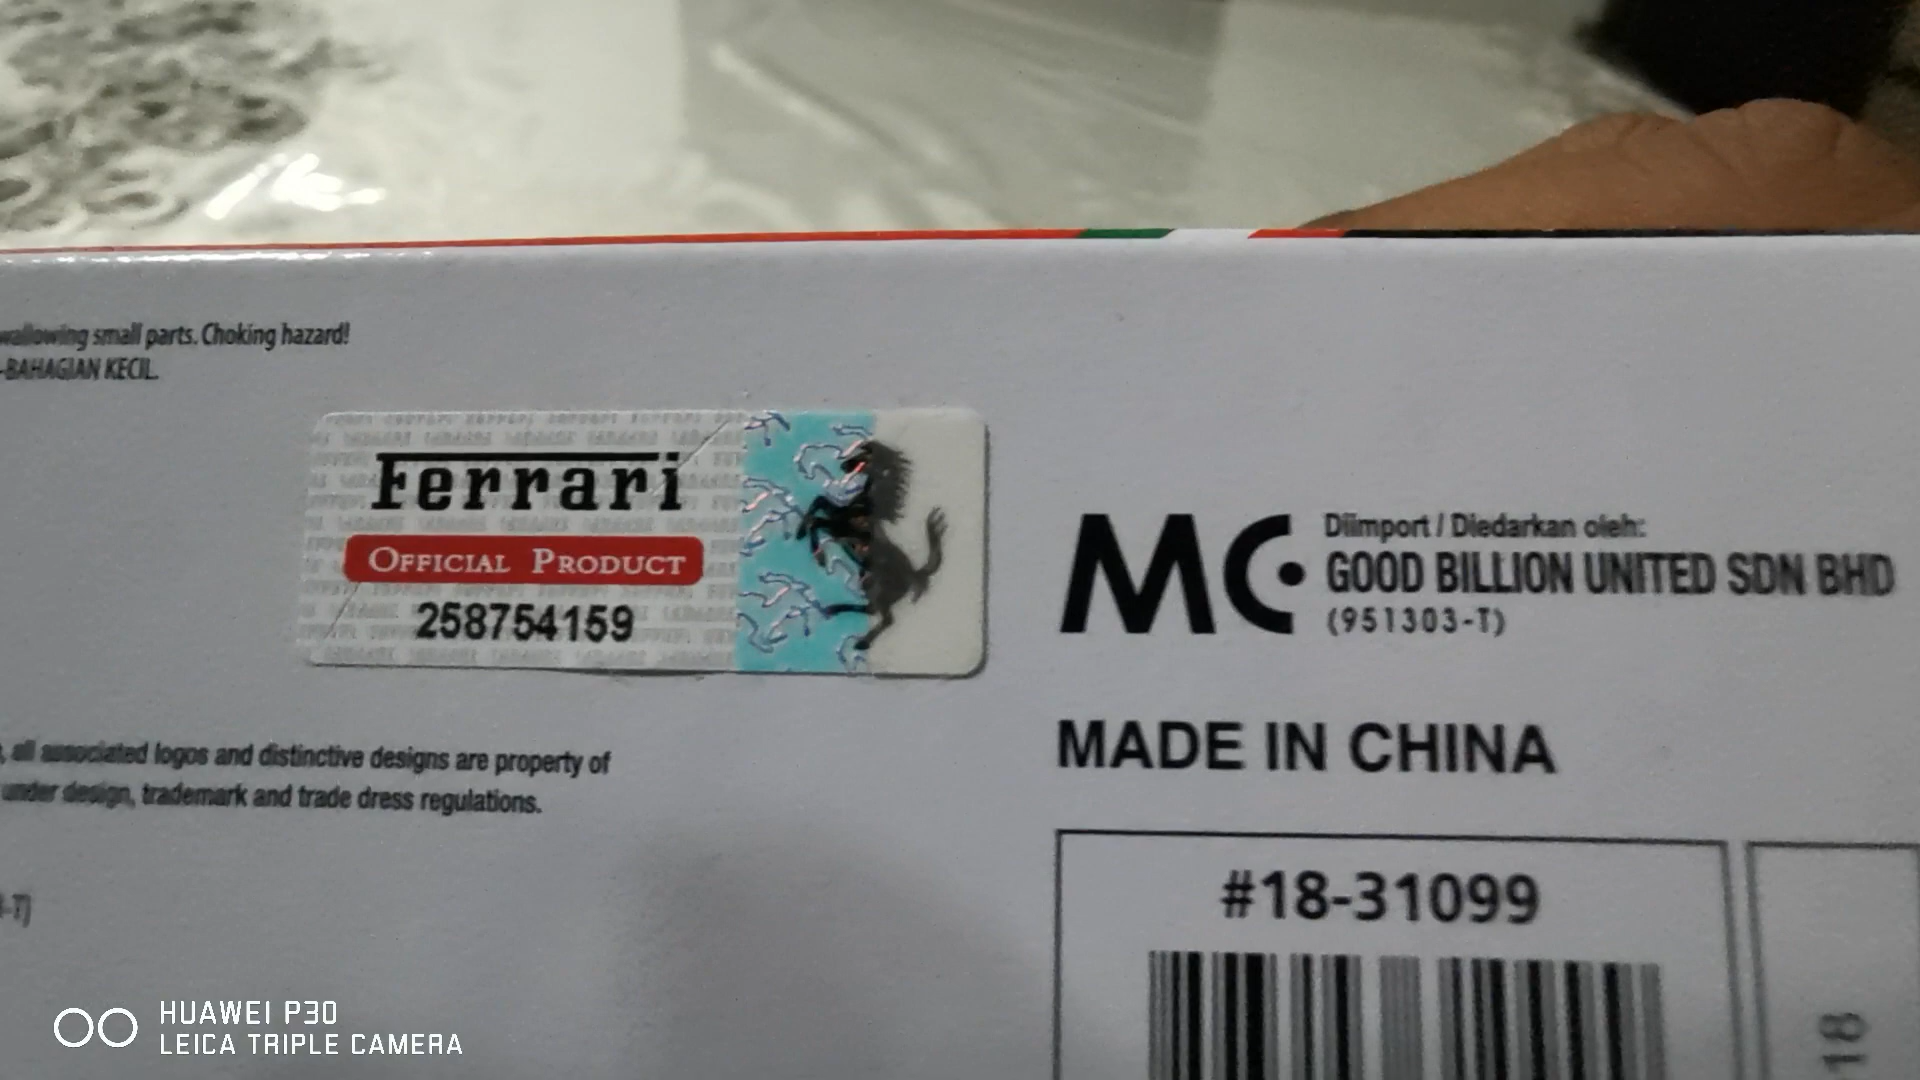 wallowing small parts. Choking hazard!
-BAHAGIAN KECIL.
Ferrari
OFFICIAL PRODUCT
258754159
MC
Diimport / Diedarkan oleh:
GOOD BILLION UNITED SDN BHD
(951303-T)
, all associated logos and distinctive designs are property of
under design, trademark and trade dress regulations.
MADE IN CHINA
-T)
#18-31099
18
HUAWEI P30
LEICA TRIPLE CAMERA